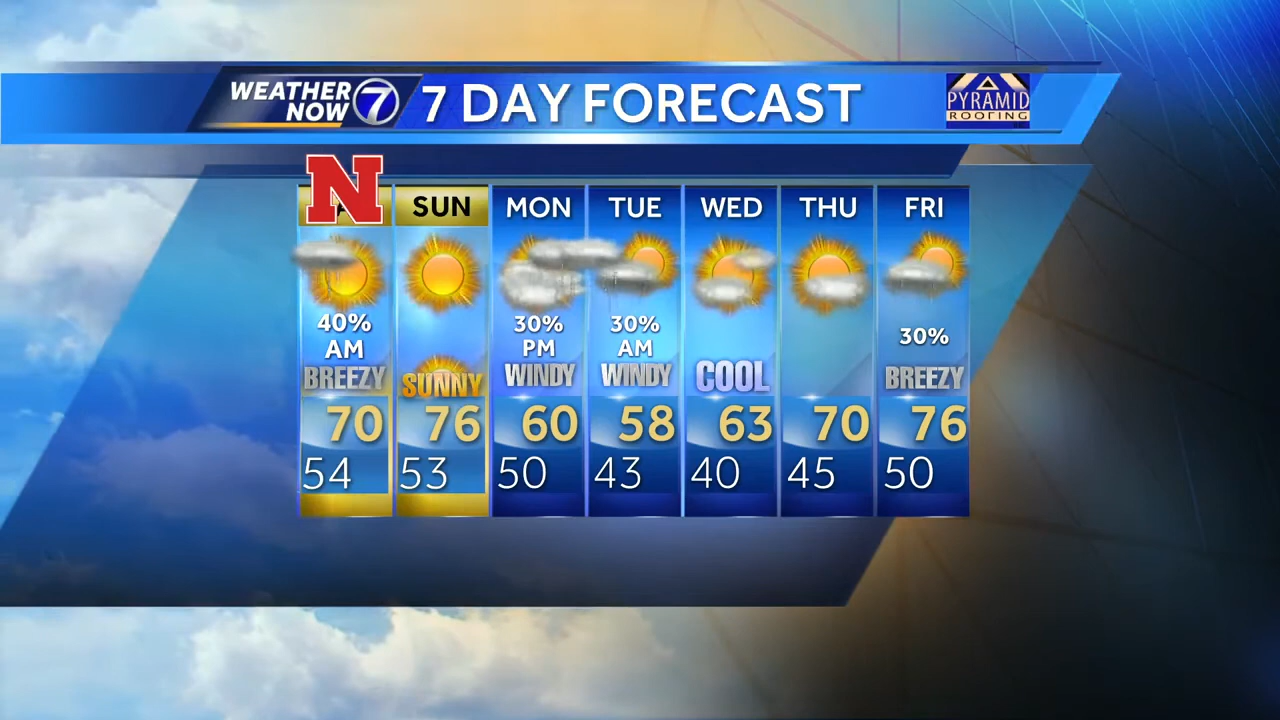 WEATHER
NOW 7
7 DAY FORECAST
PYRAMID
ROOFING
N SUN MON TUE WED THU FRI
40% 30% 30% 30%
AM PM AM
BREEZY SUNNY WINDY WINDY COOL BREEZY
70 76 60 58 63 70 76
54 53 50 43 40 45 50